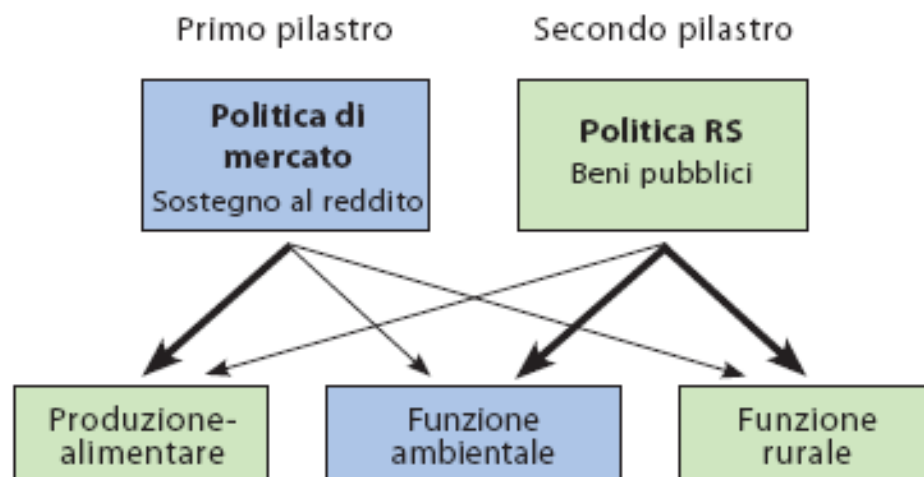 Primo pilastro
Secondo pilastro
Politica di
mercato
Sostegno al reddito
Politica RS
Beni pubblici
Produzione-
alimentare
Funzione
ambientale
Funzione
rurale